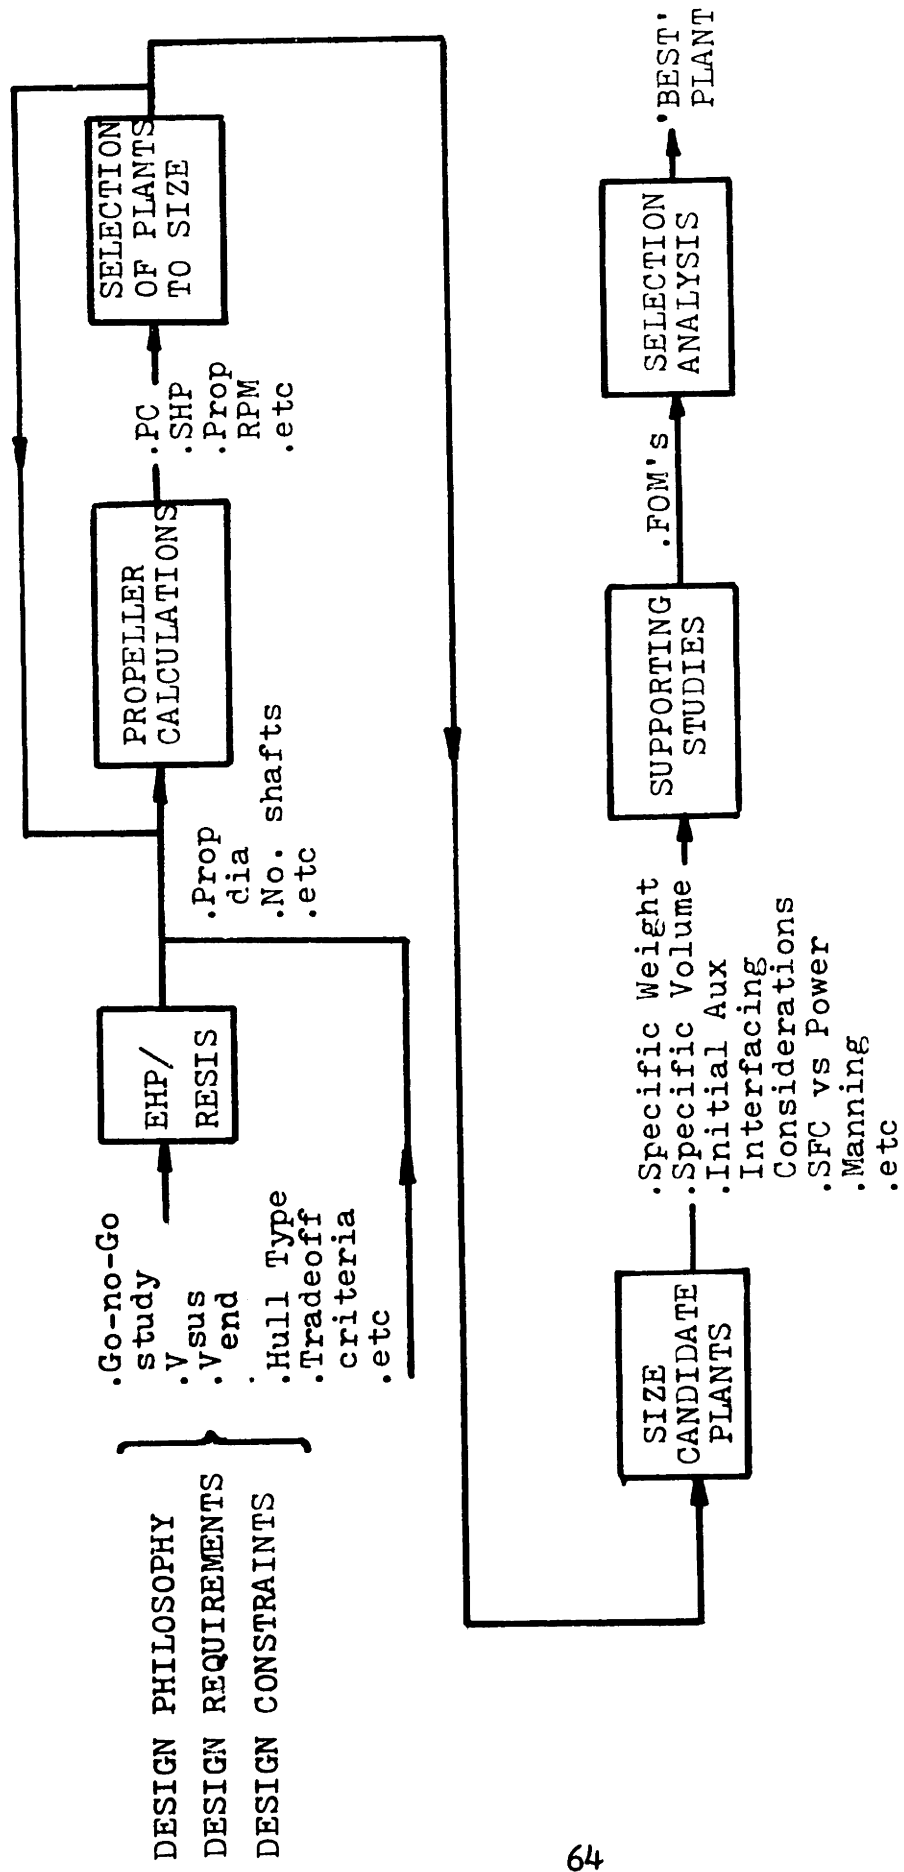 DESIGN PHILOSOPHY
DESIGN REQUIREMENTS
DESIGN CONSTRAINTS
.Go-no-Go
study
.Vsus
.Vend
.Hull Type
.Tradeoff
criteria
.etc
EHP/
RESIS
.Prop
dia
.No. shafts
.etc
PROPELLER
CALCULATIONS
.PC
.SHP
.Prop
RPM
.etc
SELECTION
OF PLANTS
TO SIZE
SIZE
CANDIDATE
PLANTS
.Specific Weight
.Specific Volume
.Initial Aux
Interfacing
Considerations
.SFC vs Power
.Manning
.etc
SUPPORTING
STUDIES
.FOM's
SELECTION
ANALYSIS
.'BEST'
PLANT
64